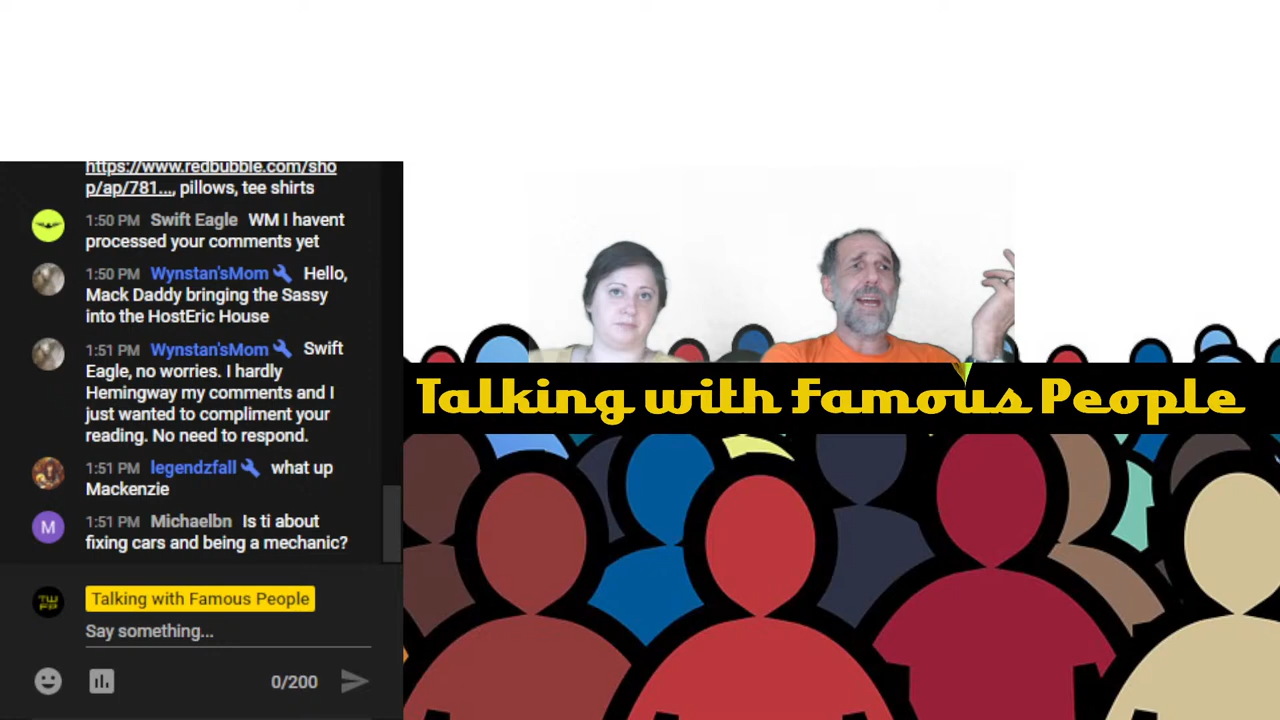 https://www.redbubble.com/sho
p/ap/781..., pillows, tee shirts
1:50 PM Swift Eagle WM I havent
processed your comments yet
1:50 PM Wynstan'sMom Hello,
Mack Daddy bringing the Sassy
into the HostEric House
1:51 PM Wynstan'sMom Swift
Eagle, no worries. I hardly
Hemingway my comments and I
just wanted to compliment your
reading. No need to respond.
1:51 PM legendzfall what up
Mackenzie
M
1:51 PM Michaelbn Is ti about
fixing cars and being a mechanic?
TW
FP
Talking with Famous People
Say something...
0/200
Talking with Famous People